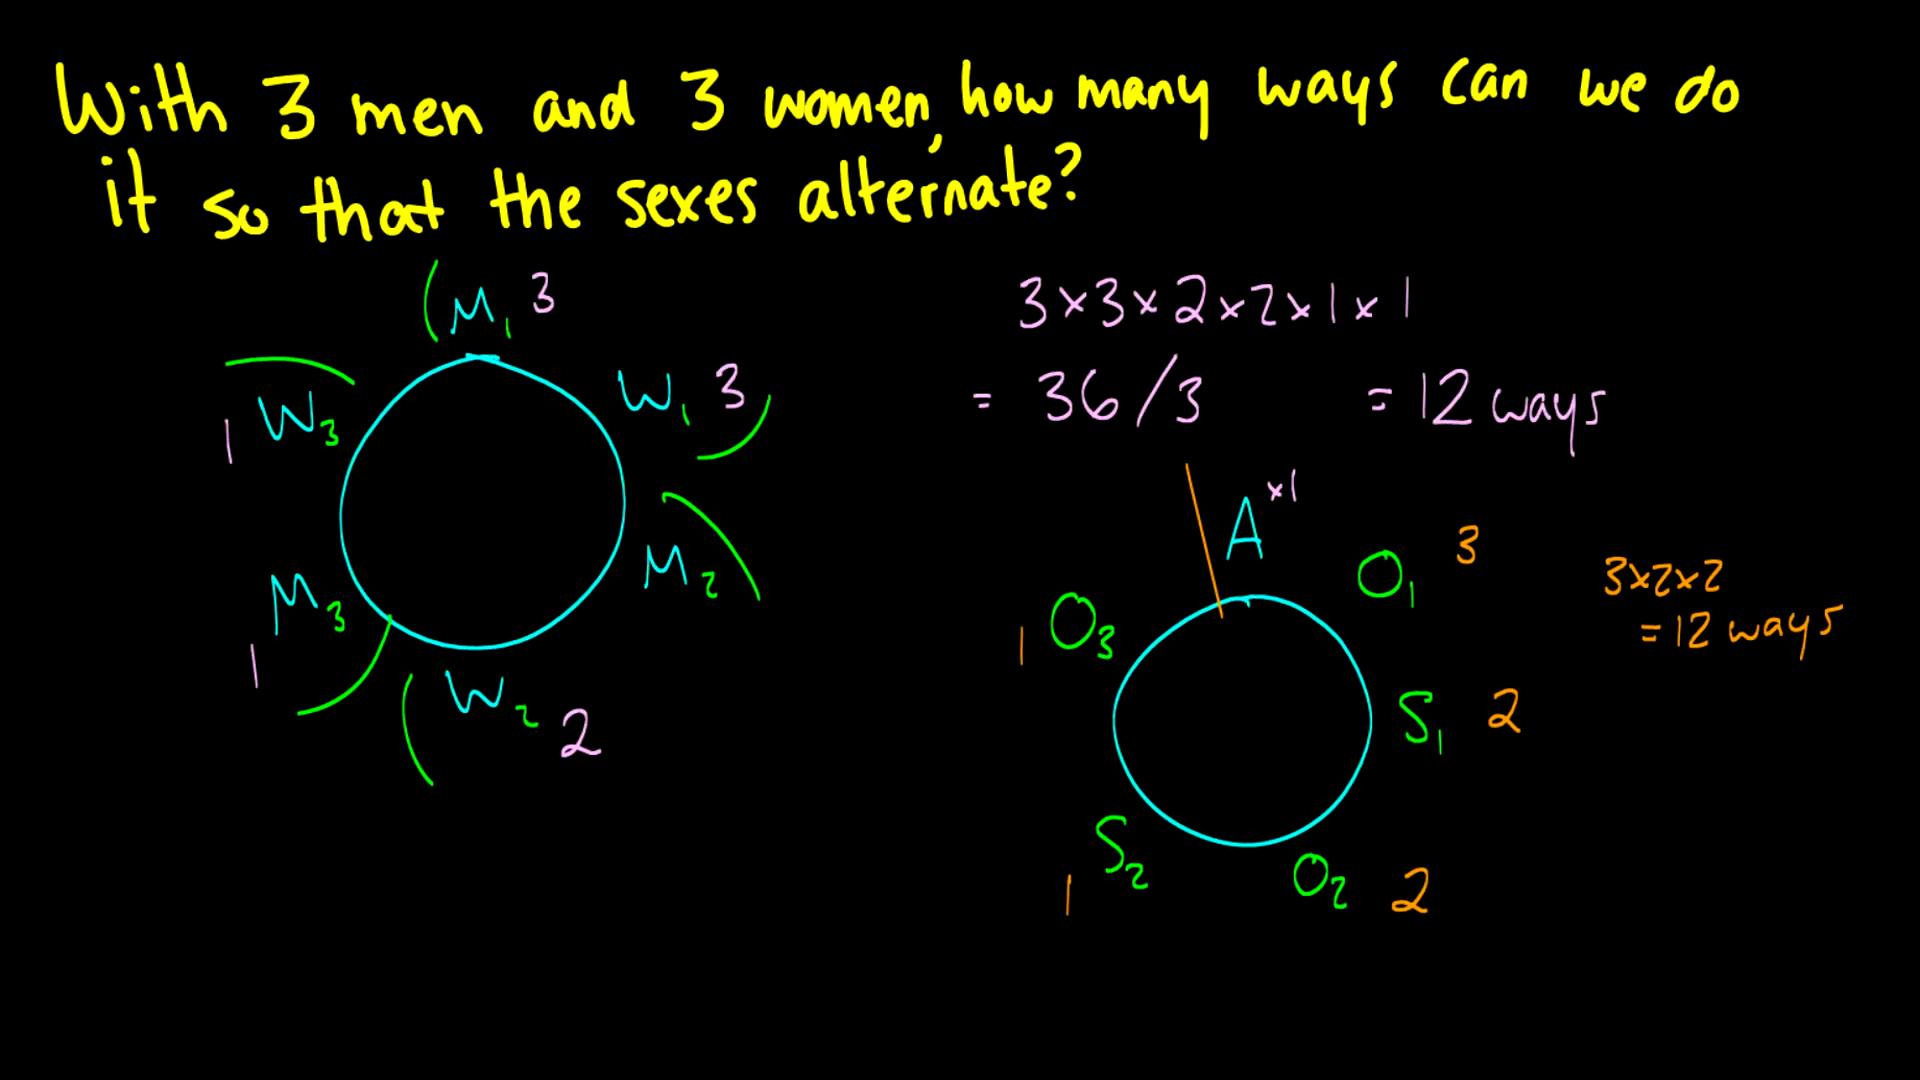 With 3 men and 3 women, how many ways can we do
it so that the sexes alternate?
M₁ 3
W₁ 3
M₂
W₂ 2
M₃ 1
W₃ 1
3×3×2×2×1×1
= 36/3 = 12 ways
A ×1
O₁ 3
S₁ 2
O₂ 2
S₂ 1
O₃ 1
3×2×2
= 12 ways